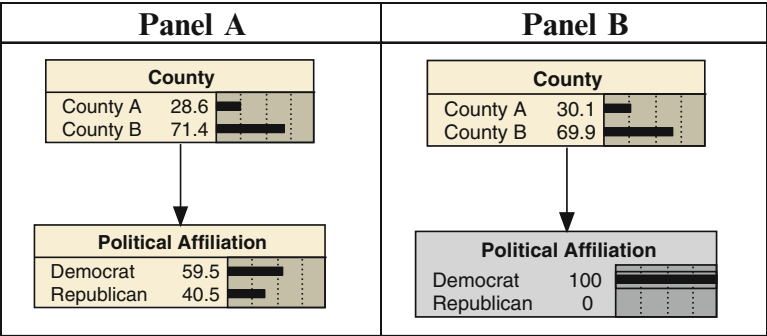 Panel A
County
County A 28.6
County B 71.4
Political Affiliation
Democrat 59.5
Republican 40.5
Panel B
County
County A 30.1
County B 69.9
Political Affiliation
Democrat 100
Republican 0